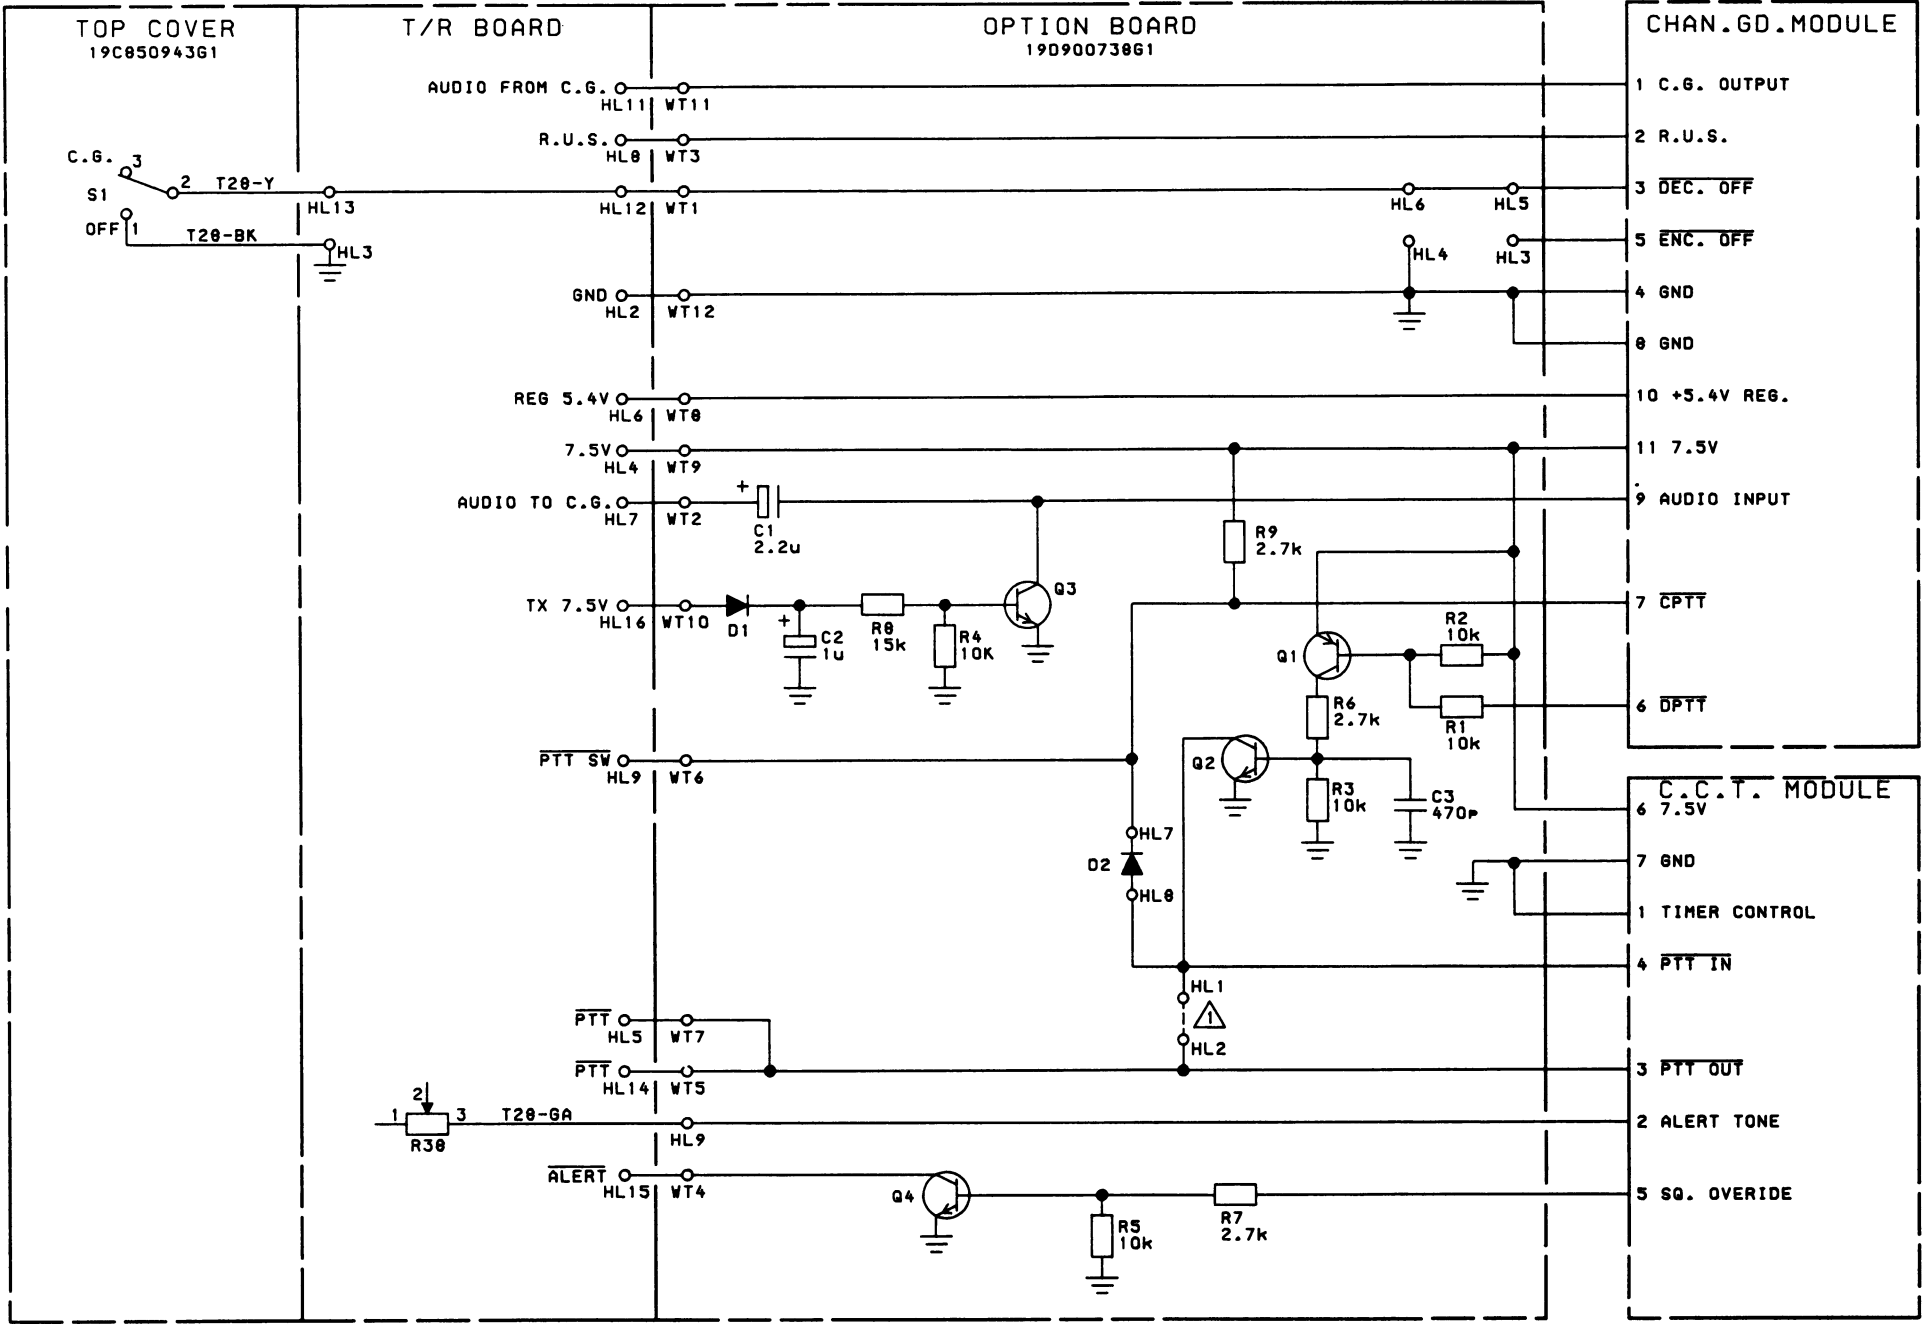 TOP COVER
19C850943G1
T/R BOARD
OPTION BOARD
19D900738G1
CHAN.GD.MODULE
AUDIO FROM C.G.
HL11 WT11
1 C.G. OUTPUT
R.U.S.
HL8 WT3
2 R.U.S.
C.G. 3
S1
2 T28-Y
HL13
HL12 WT1
HL6 HL5
3 DEC. OFF
OFF 1
T28-BK
HL3
HL4 HL3
5 ENC. OFF
GND
HL2 WT12
4 GND
8 GND
REG 5.4V
HL6 WT8
10 +5.4V REG.
7.5V
HL4 WT9
11 7.5V
AUDIO TO C.G.
HL7 WT2
+
C1
2.2u
9 AUDIO INPUT
R9
2.7k
TX 7.5V
HL16 WT10
D1
+
C2
1u
R8
15k
R4
10K
Q3
7 CPTT
Q1
R2
10k
R6
2.7k
R1
10k
6 DPTT
PTT SW
HL9 WT6
Q2
R3
10k
C3
470P
C.C.T. MODULE
6 7.5V
HL7
D2
HL8
7 GND
1 TIMER CONTROL
4 PTT IN
HL1
1
HL2
PTT
HL5 WT7
PTT
HL14 WT5
3 PTT OUT
1 2 3
R38
T28-GA
HL9
2 ALERT TONE
ALERT
HL15 WT4
Q4
R5
10k
R7
2.7k
5 SQ. OVERIDE